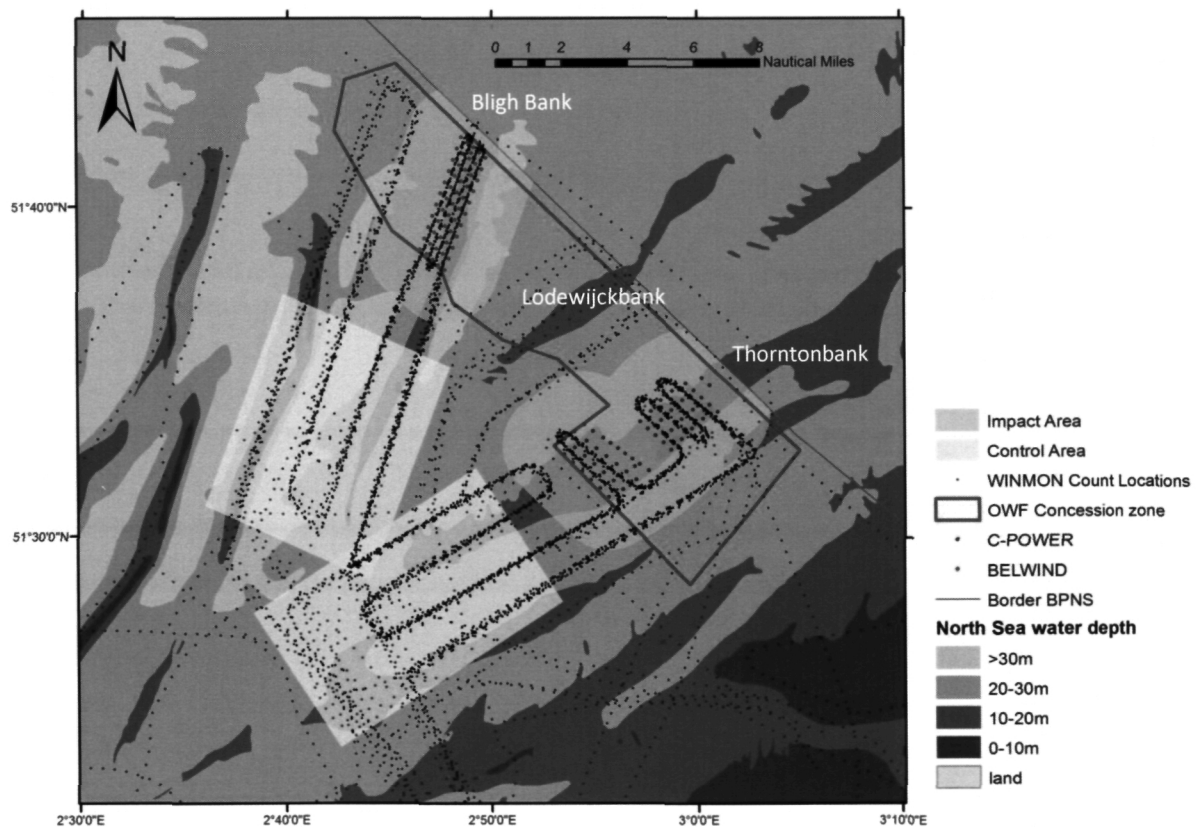 N
0 1 2 4 6 8
Nautical Miles
Bligh Bank
51°40'0"N
Lodewijckbank
Thorntonbank
51°30'0"N
2°30'0"E 2°40'0"E 2°50'0"E 3°0'0"E 3°10'0"E
Impact Area
Control Area
WINMON Count Locations
OWF Concession zone
C-POWER
BELWIND
Border BPNS
North Sea water depth
>30m
20-30m
10-20m
0-10m
land